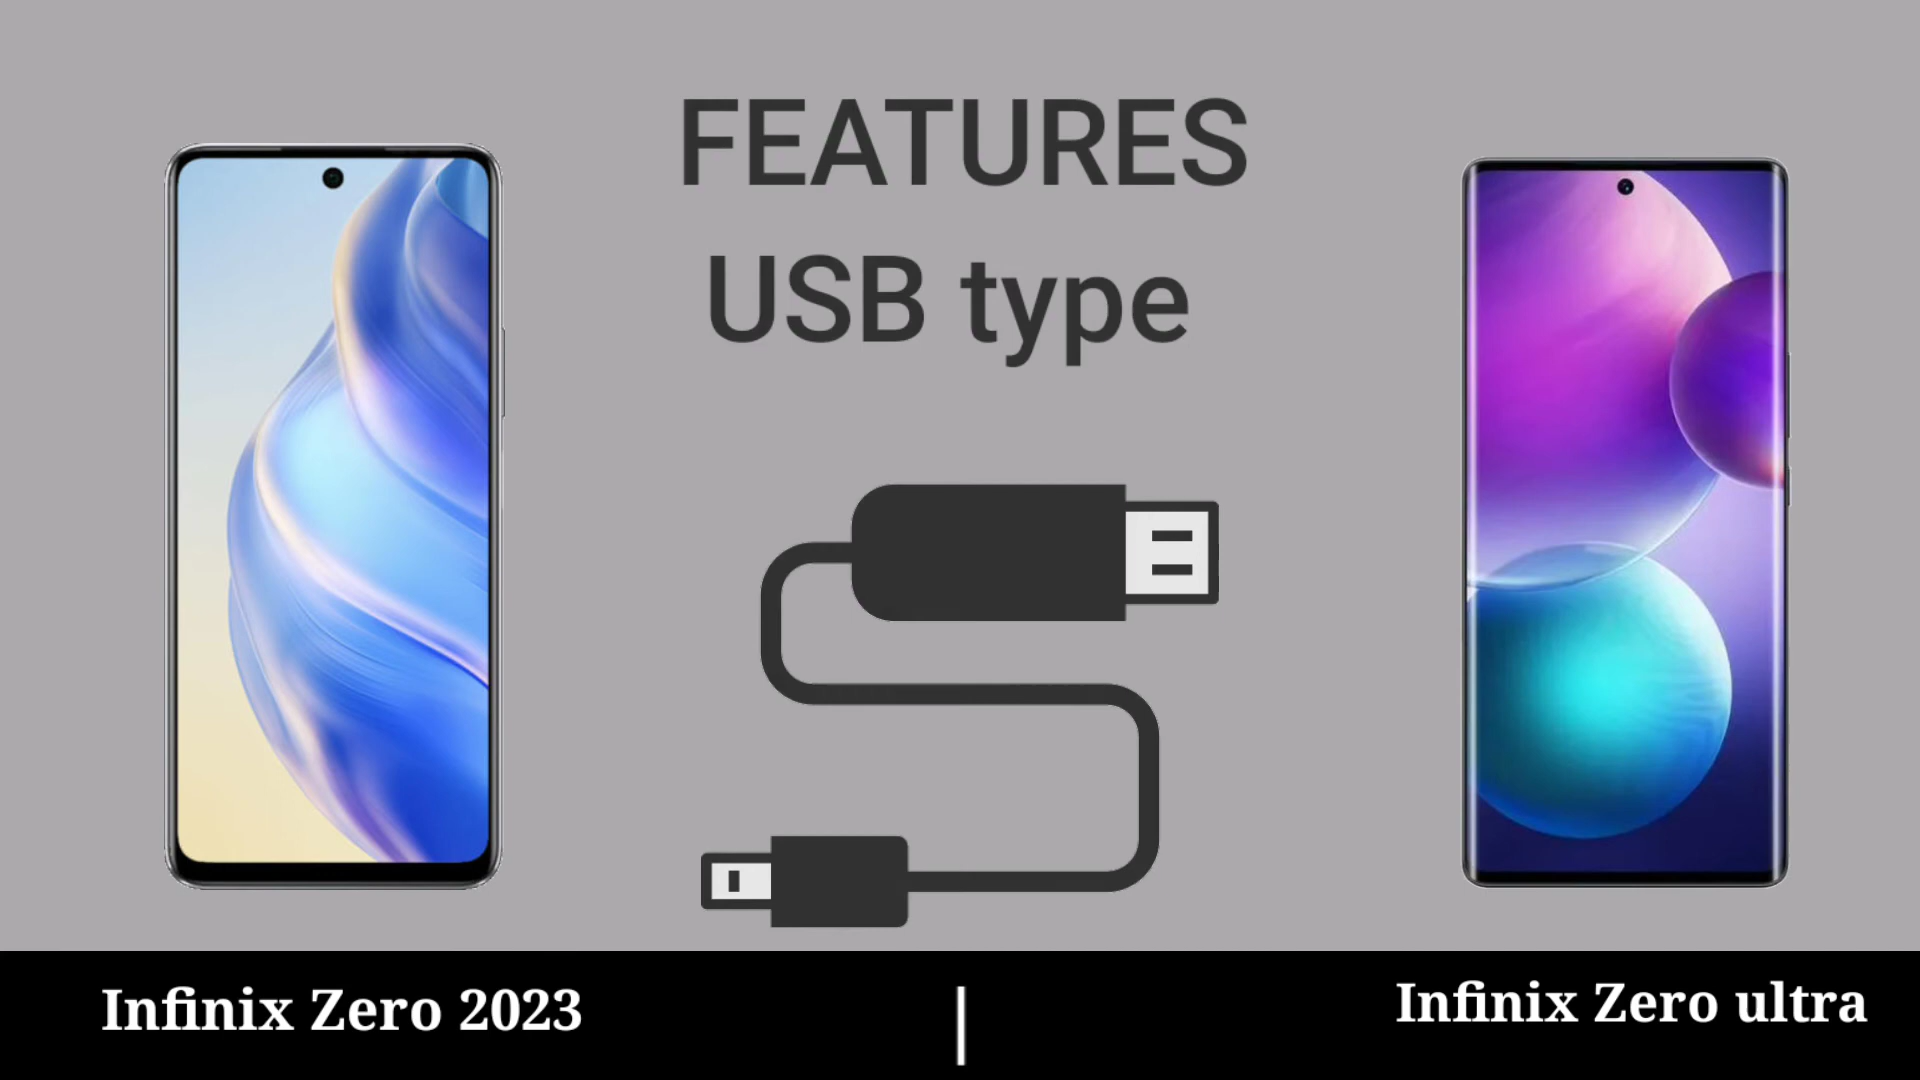 FEATURES
USB type
Infinix Zero 2023
|
Infinix Zero ultra